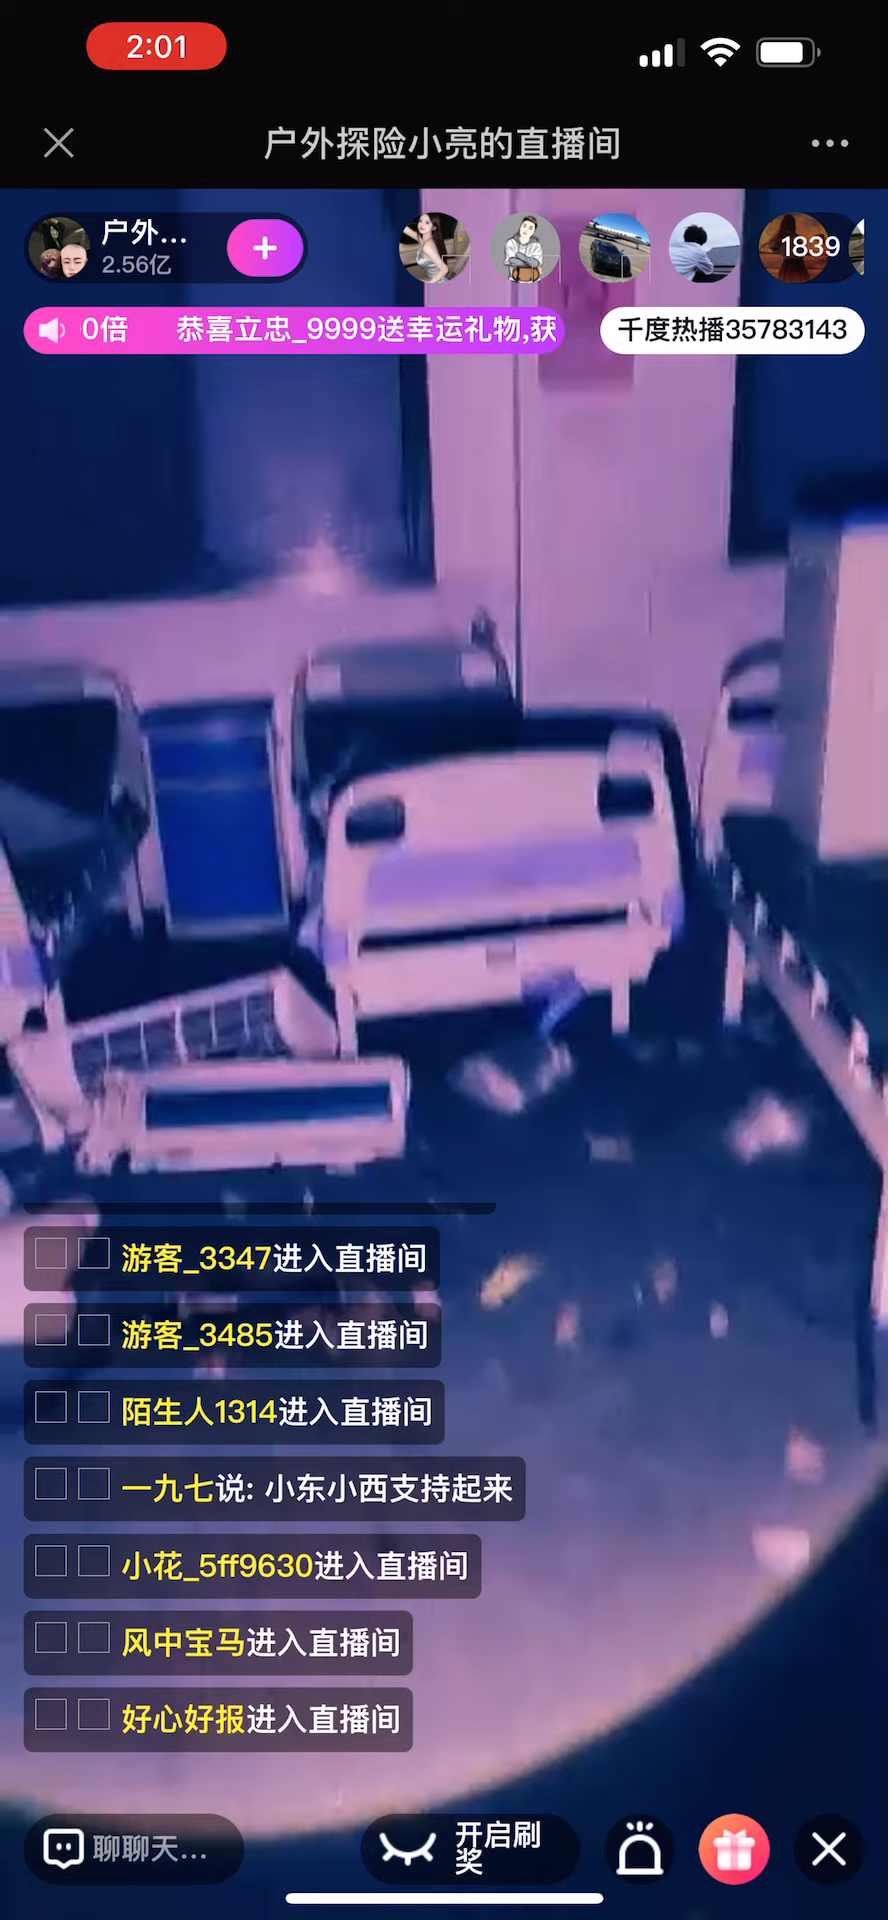 2:01
户外探险小亮的直播间
户外...
2.56亿
1839
0倍 恭喜立忠_9999送幸运礼物,获
千度热播35783143
游客_3347进入直播间
游客_3485进入直播间
陌生人1314进入直播间
一九七说: 小东小西支持起来
小花_5ff9630进入直播间
风中宝马进入直播间
好心好报进入直播间
聊聊天...
开启刷
奖